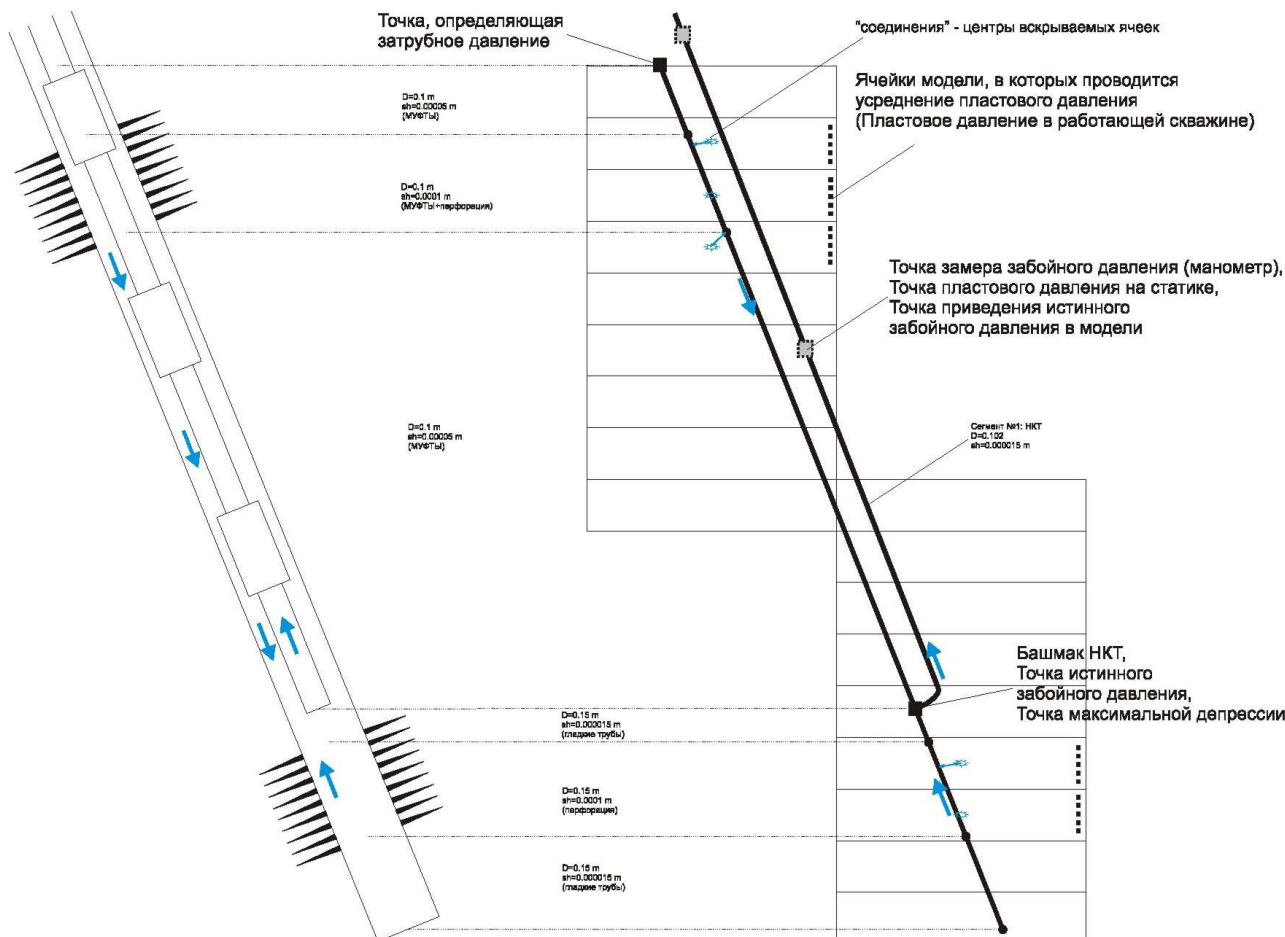 Точка, определяющая
затрубное давление
"соединения" - центры вскрываемых ячеек
Ячейки модели, в которых проводится
усреднение пластового давления
(Пластовое давление в работающей скважине)
D=0.1 m
sh=0.00005 m
(МУФТЫ)
D=0.1 m
sh=0.0001 m
(МУФТЫ+перфорация)
Точка замера забойного давления (манометр),
Точка пластового давления на статике,
Точка приведения истинного
забойного давления в модели
D=0.1 m
sh=0.00005 m
(МУФТЫ)
Сегмент №1: НКТ
D=0.102
sh=0.000015 m
Башмак НКТ,
Точка истинного
забойного давления,
Точка максимальной депрессии
D=0.15 m
sh=0.000015 m
(гладкие трубы)
D=0.15 m
sh=0.0001 m
(перфорация)
D=0.15 m
sh=0.000015 m
(гладкие трубы)